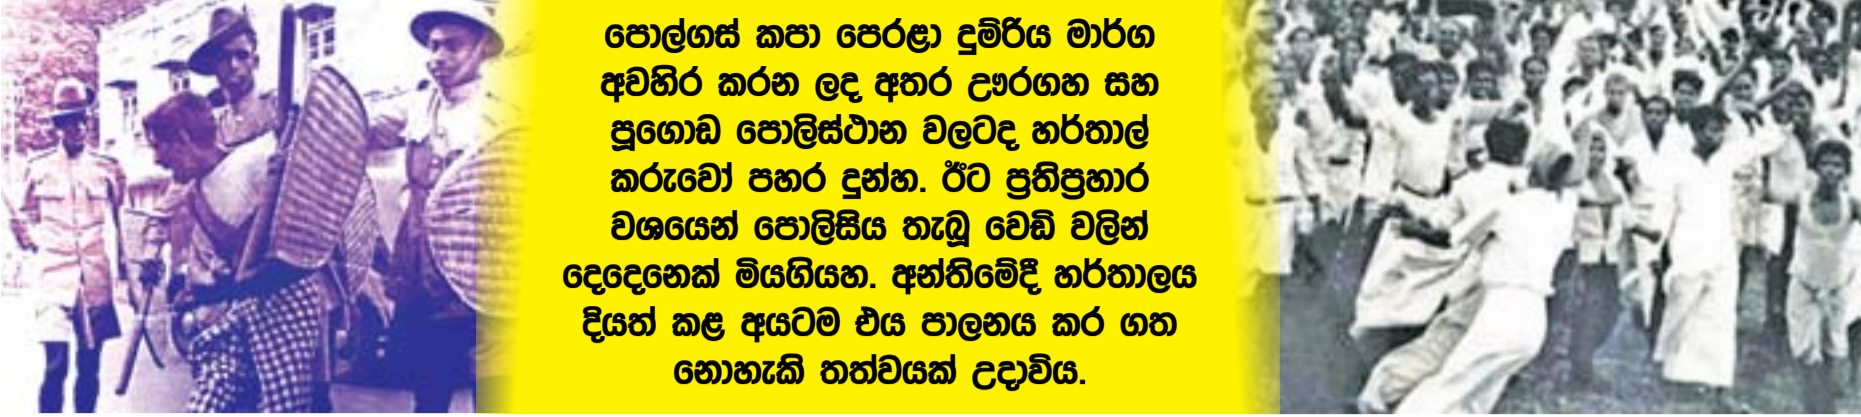 පොල්ගස් කපා පෙරළා දුම්රිය මාර්ග
අවහිර කරන ලද අතර ඌරගහ සහ
පූගොඩ පොලිස්ථාන වලටද හර්තාල්
කරුවෝ පහර දුන්හ. ඊට ප්‍රතිප්‍රහාර
වශයෙන් පොලිසිය තැබූ වෙඩි වලින්
දෙදෙනෙක් මියගියහ. අන්තිමේදී හර්තාලය
දියත් කළ අයටම එය පාලනය කර ගත
නොහැකි තත්වයක් උදාවිය.